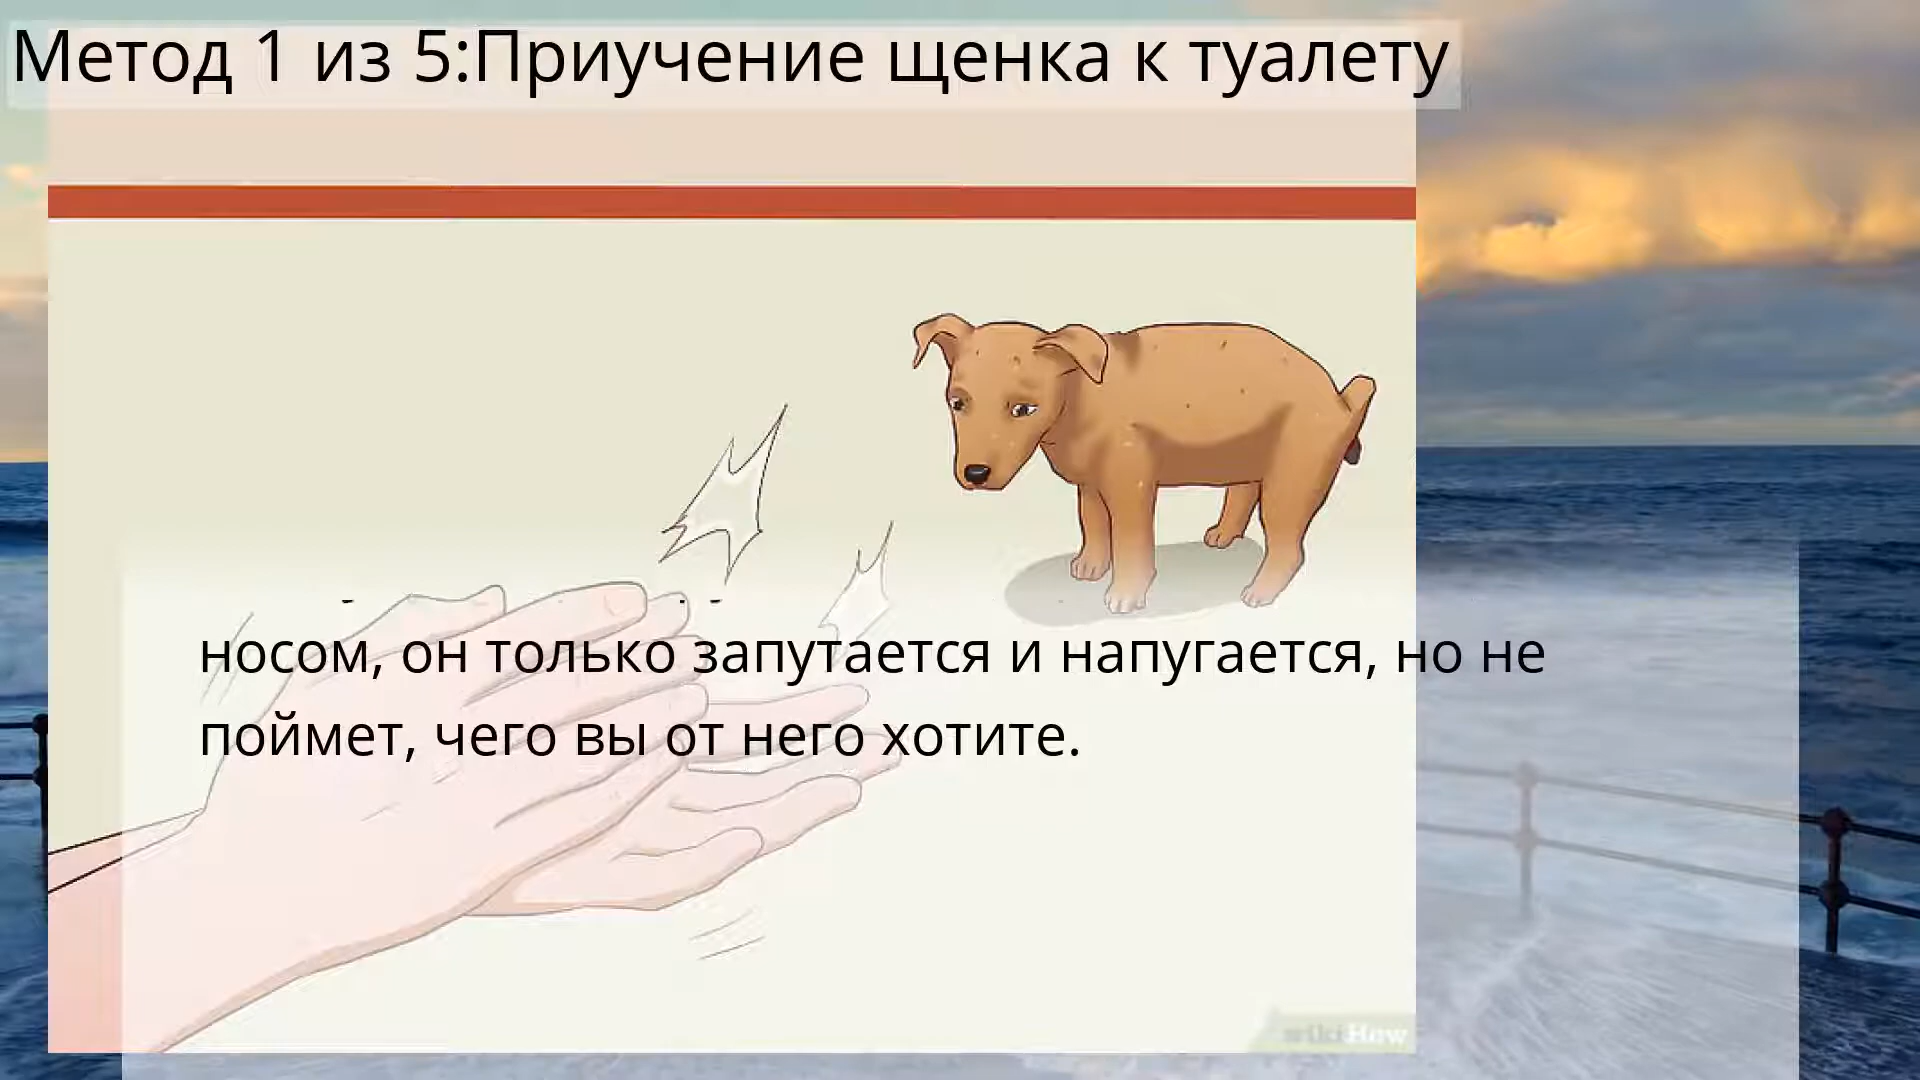 Метод 1 из 5:Приучение щенка к туалету
носом, он только запутается и напугается, но не
поймет, чего вы от него хотите.
wikiHow